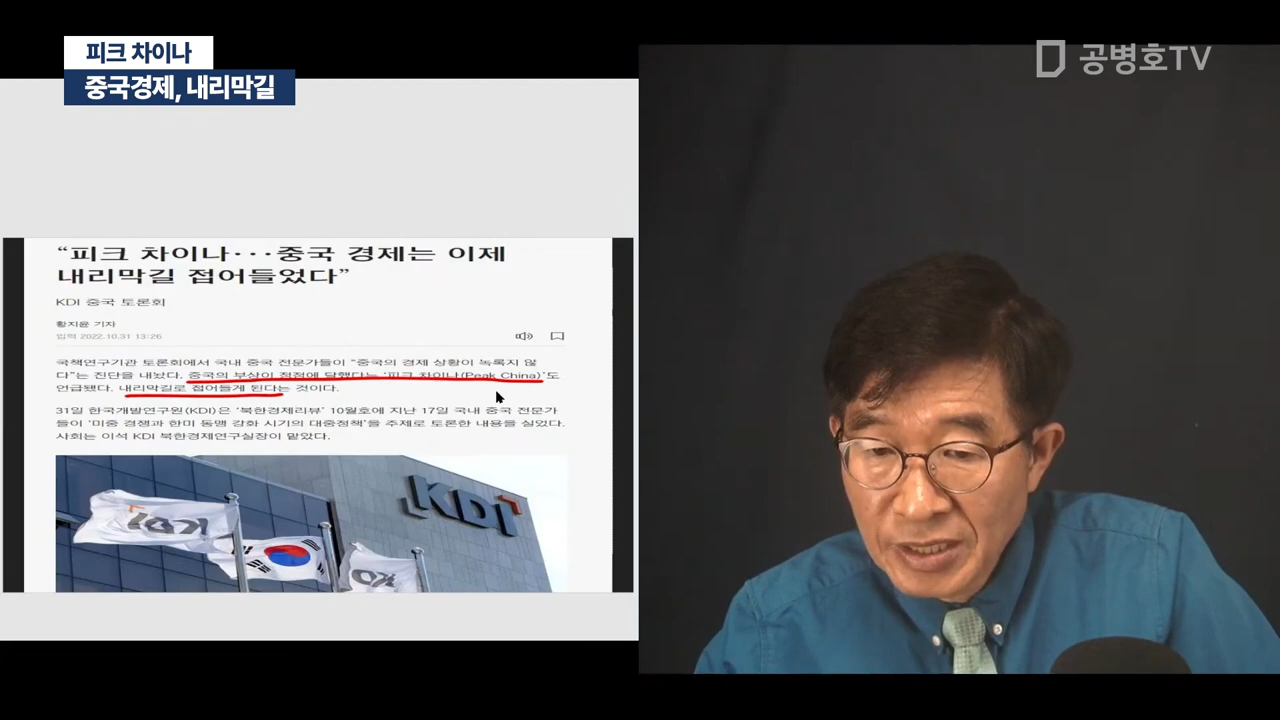 피크 차이나
중국경제, 내리막길
공병호TV
“피크 차이나···중국 경제는 이제
내리막길 접어들었다”
KDI 중국 토론회
황지윤 기자
입력 2022.10.31 13:26
국책연구기관 토론회에서 국내 중국 전문가들이 “중국의 경제 상황이 녹록지 않
다”는 진단을 내놨다. 중국의 부상이 정점에 달했다는 ‘피크 차이나(Peak China)’도
언급됐다. 내리막길로 접어들게 된다는 것이다.
31일 한국개발연구원(KDI)은 ‘북한경제리뷰’ 10월호에 지난 17일 국내 중국 전문가
들이 ‘미중 경쟁과 한미 동맹 강화 시기의 대중정책’을 주제로 토론한 내용을 실었다.
사회는 이석 KDI 북한경제연구실장이 맡았다.
KDI
KDI